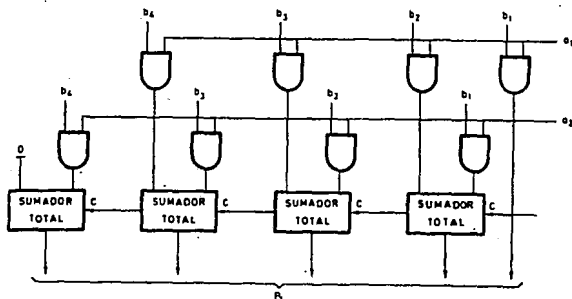 b₄ b₃ b₂ b₁
a₁
b₄ b₃ b₂ b₁
a₂
0
SUMADOR TOTAL
C
SUMADOR TOTAL
C
SUMADOR TOTAL
C
SUMADOR TOTAL
C